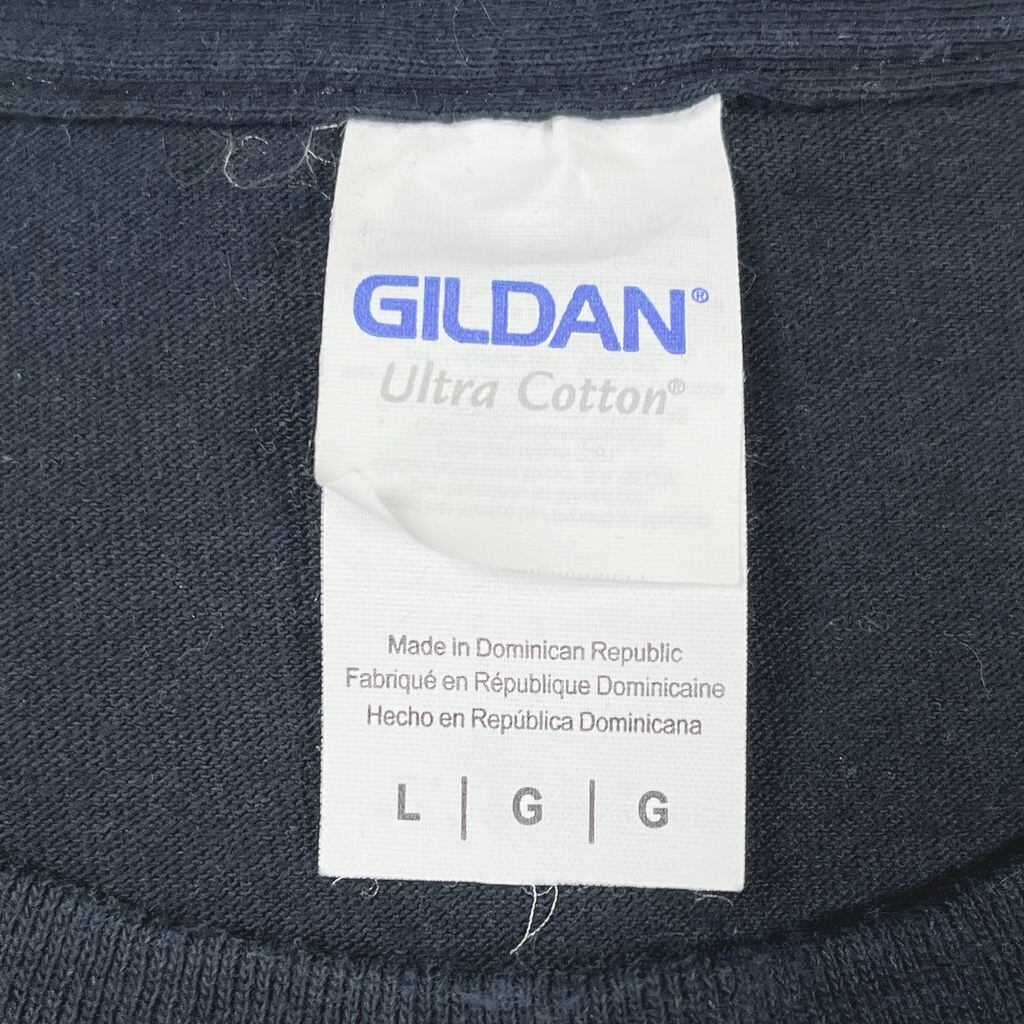 GILDAN®
Ultra Cotton®
Made in Dominican Republic
Fabriqué en République Dominicaine
Hecho en República Dominicana
L | G | G